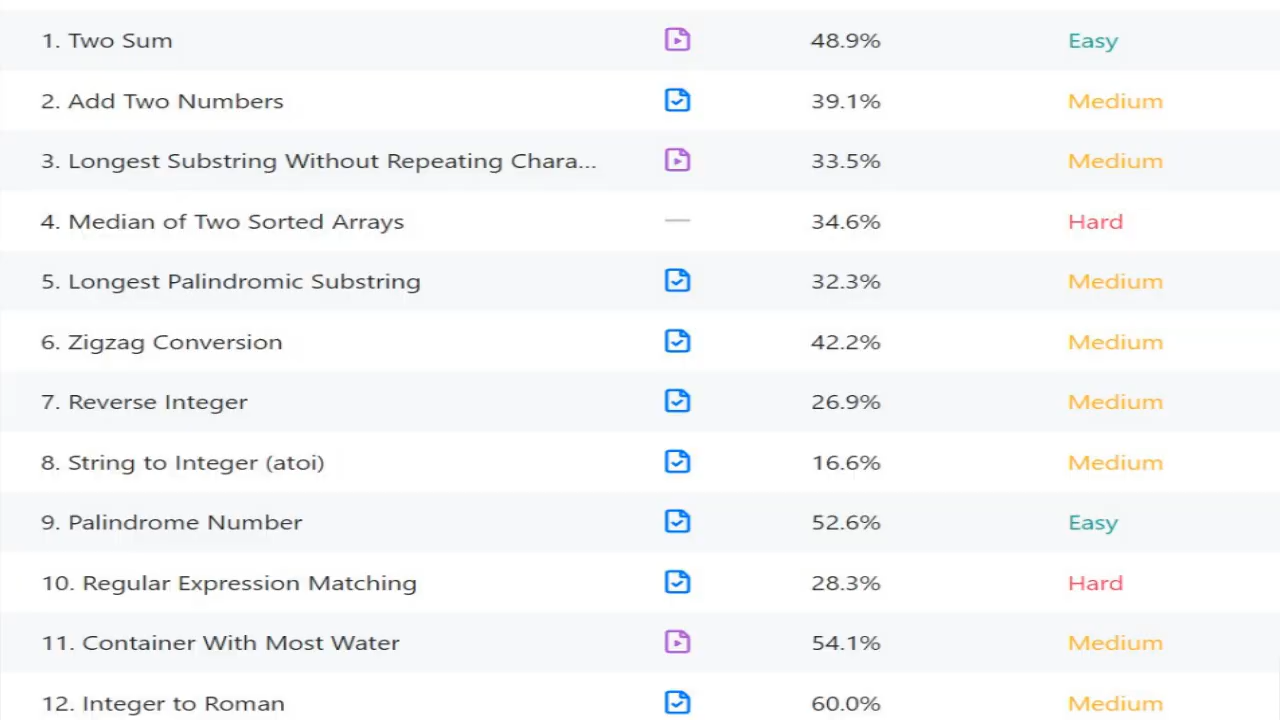 1. Two Sum 48.9% Easy
2. Add Two Numbers 39.1% Medium
3. Longest Substring Without Repeating Chara... 33.5% Medium
4. Median of Two Sorted Arrays 34.6% Hard
5. Longest Palindromic Substring 32.3% Medium
6. Zigzag Conversion 42.2% Medium
7. Reverse Integer 26.9% Medium
8. String to Integer (atoi) 16.6% Medium
9. Palindrome Number 52.6% Easy
10. Regular Expression Matching 28.3% Hard
11. Container With Most Water 54.1% Medium
12. Integer to Roman 60.0% Medium